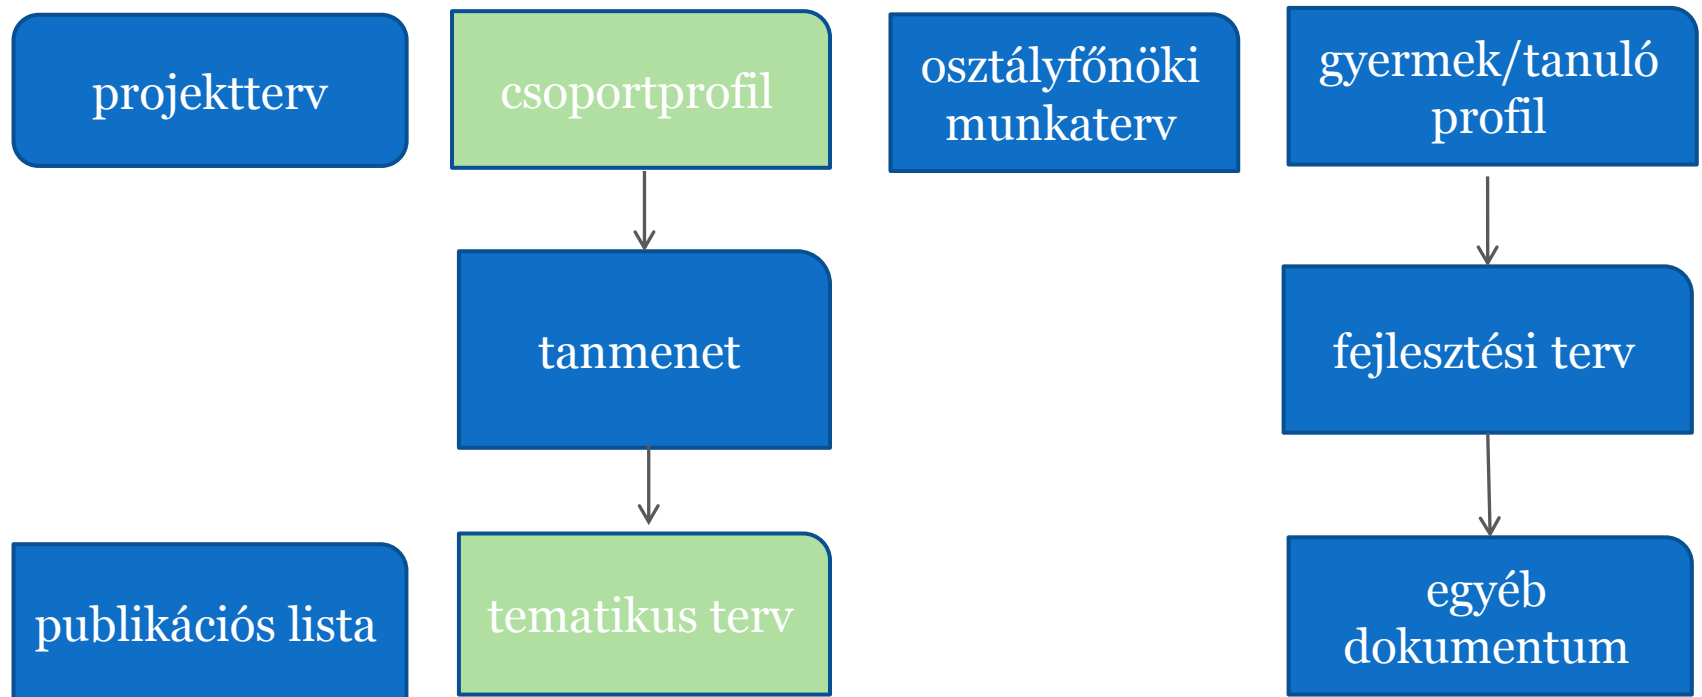 projektterv
csoportprofil
osztályfőnöki
munkaterv
gyermek/tanuló
profil
tanmenet
fejlesztési terv
publikációs lista
tematikus terv
egyéb
dokumentum